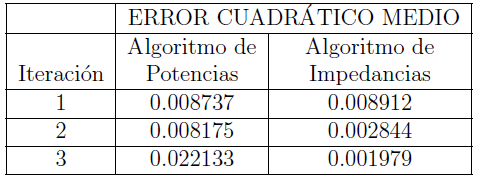 ERROR CUADRÁTICO MEDIO
Algoritmo de Algoritmo de
Iteración Potencias Impedancias
1 0.008737 0.008912
2 0.008175 0.002844
3 0.022133 0.001979